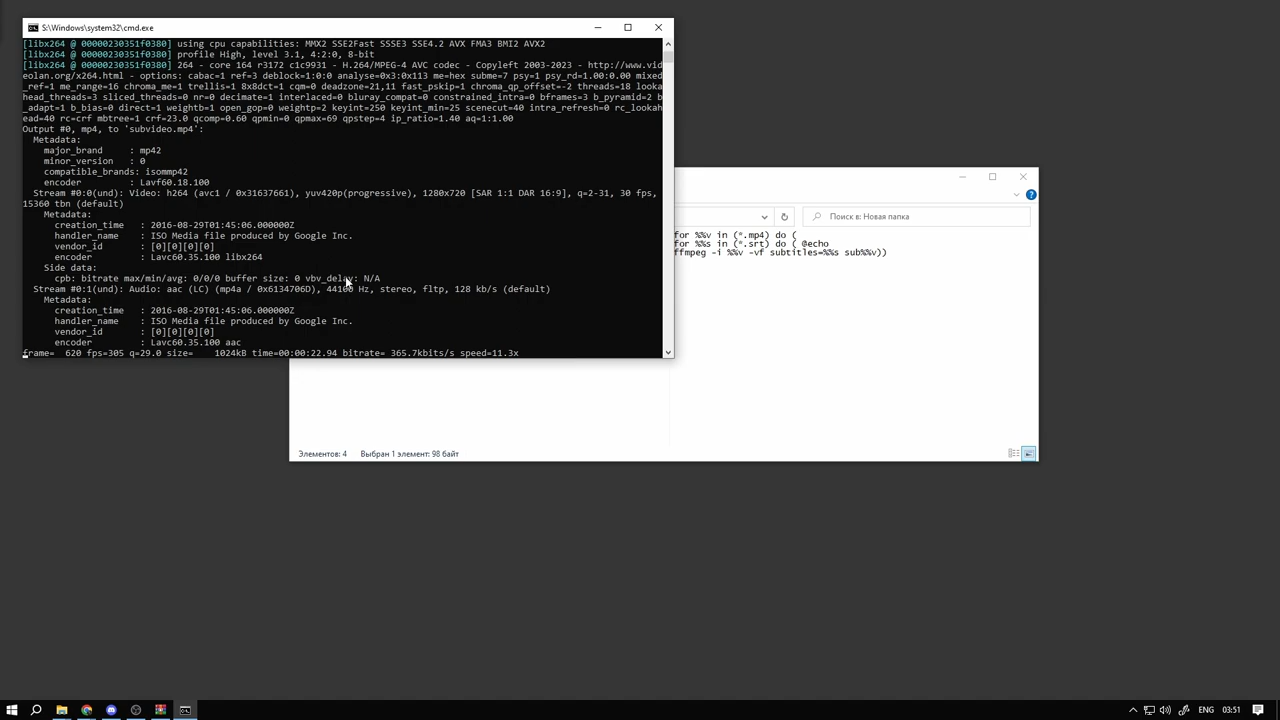 S:\Windows\system32\cmd.exe
[libx264 @ 00000230351f0380] using cpu capabilities: MMX2 SSE2Fast SSSE3 SSE4.2 AVX FMA3 BMI2 AVX2
[libx264 @ 00000230351f0380] profile High, level 3.1, 4:2:0, 8-bit
[libx264 @ 00000230351f0380] 264 - core 164 r3172 c1c9931 - H.264/MPEG-4 AVC codec - Copyleft 2003-2023 - http://www.vid
eolan.org/x264.html - options: cabac=1 ref=3 deblock=1:0:0 analyse=0x3:0x113 me=hex subme=7 psy=1 psy_rd=1.00:0.00 mixed
_ref=1 me_range=16 chroma_me=1 trellis=1 8x8dct=1 cqm=0 deadzone=21,11 fast_pskip=1 chroma_qp_offset=-2 threads=18 look
head_threads=3 sliced_threads=0 nr=0 decimate=1 interlaced=0 bluray_compat=0 constrained_intra=0 bframes=3 b_pyramid=2 b
_adapt=1 b_bias=0 direct=1 weightb=1 open_gop=0 weightp=2 keyint=250 keyint_min=25 scenecut=40 intra_refresh=0 rc_looka
ead=40 rc=crf mbtree=1 crf=23.0 qcomp=0.60 qpmin=0 qpmax=69 qpstep=4 ip_ratio=1.40 aq=1:1.00
Output #0, mp4, to 'subvideo.mp4':
Metadata:
major_brand : mp42
minor_version : 0
compatible_brands: isommp42
encoder : Lavf60.18.100
Stream #0:0(und): Video: h264 (avc1 / 0x31637661), yuv420p(progressive), 1280x720 [SAR 1:1 DAR 16:9], q=2-31, 30 fps,
15360 tbn (default)
Metadata:
creation_time : 2016-08-29T01:45:06.000000Z
handler_name : ISO Media file produced by Google Inc.
vendor_id : [0][0][0][0]
encoder : Lavc60.35.100 libx264
Side data:
cpb: bitrate max/min/avg: 0/0/0 buffer size: 0 vbv_delay: N/A
Stream #0:1(und): Audio: aac (LC) (mp4a / 0x6134706D), 44100 Hz, stereo, fltp, 128 kb/s (default)
Metadata:
creation_time : 2016-08-29T01:45:06.000000Z
handler_name : ISO Media file produced by Google Inc.
vendor_id : [0][0][0][0]
encoder : Lavc60.35.100 aac
frame= 620 fps=305 q=29.0 size= 1024kB time=00:00:22.94 bitrate= 365.7kbits/s speed=11.3x
Поиск в: Новая папка
for %%v in (*.mp4) do (
for %%s in (*.srt) do ( @echo
ffmpeg -i %%v -vf subtitles=%%s sub%%v))
Элементов: 4 Выбран 1 элемент: 98 байт
ENG 03:51